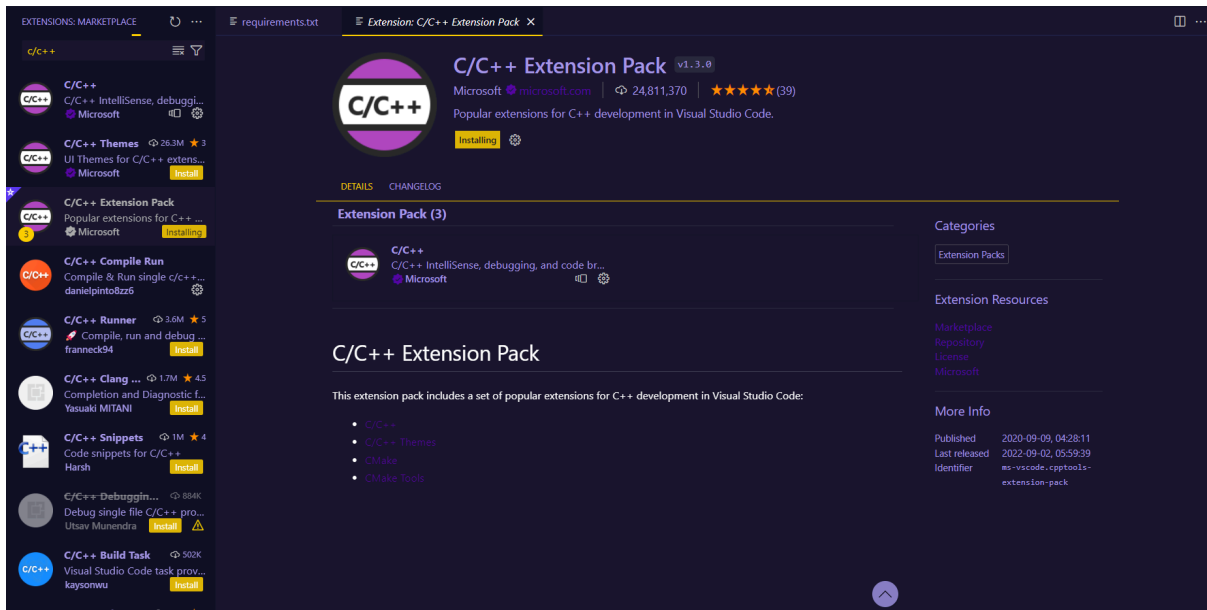 EXTENSIONS: MARKETPLACE
c/c++
C/C++
C/C++
C/C++ IntelliSense, debuggi...
Microsoft
C/C++
C/C++ Themes 26.3M ★ 3
UI Themes for C/C++ extens...
Microsoft Install
C/C++
3
C/C++ Extension Pack
Popular extensions for C++ ...
Microsoft Installing
C/C++
C/C++ Compile Run
Compile & Run single c/c++...
danielpinto8zz6
C/C++
C/C++ Runner 3.6M ★ 5
🚀 Compile, run and debug ...
franneck94 Install
C/C++ Clang ... 1.7M ★ 4.5
Completion and Diagnostic f...
Yasuaki MITANI Install
C++
C/C++ Snippets 1M ★ 4
Code snippets for C/C++
Harsh Install
C/C++ Debuggin... 884K
Debug single file C/C++ pro...
Utsav Munendra Install
C/C++
C/C++ Build Task 502K
Visual Studio Code task prov...
kaysonwu Install
requirements.txt
Extension: C/C++ Extension Pack ×
C/C++
C/C++ Extension Pack v1.3.0
Microsoft microsoft.com | 24,811,370 | ★★★★★(39)
Popular extensions for C++ development in Visual Studio Code.
Installing
DETAILS CHANGELOG
Extension Pack (3)
C/C++
C/C++
C/C++ IntelliSense, debugging, and code br...
Microsoft
C/C++ Extension Pack
This extension pack includes a set of popular extensions for C++ development in Visual Studio Code:
• C/C++
• C/C++ Themes
• CMake
• CMake Tools
Categories
Extension Packs
Extension Resources
Marketplace
Repository
License
Microsoft
More Info
Published 2020-09-09, 04:28:11
Last released 2022-09-02, 05:59:39
Identifier ms-vscode.cpptools-
extension-pack